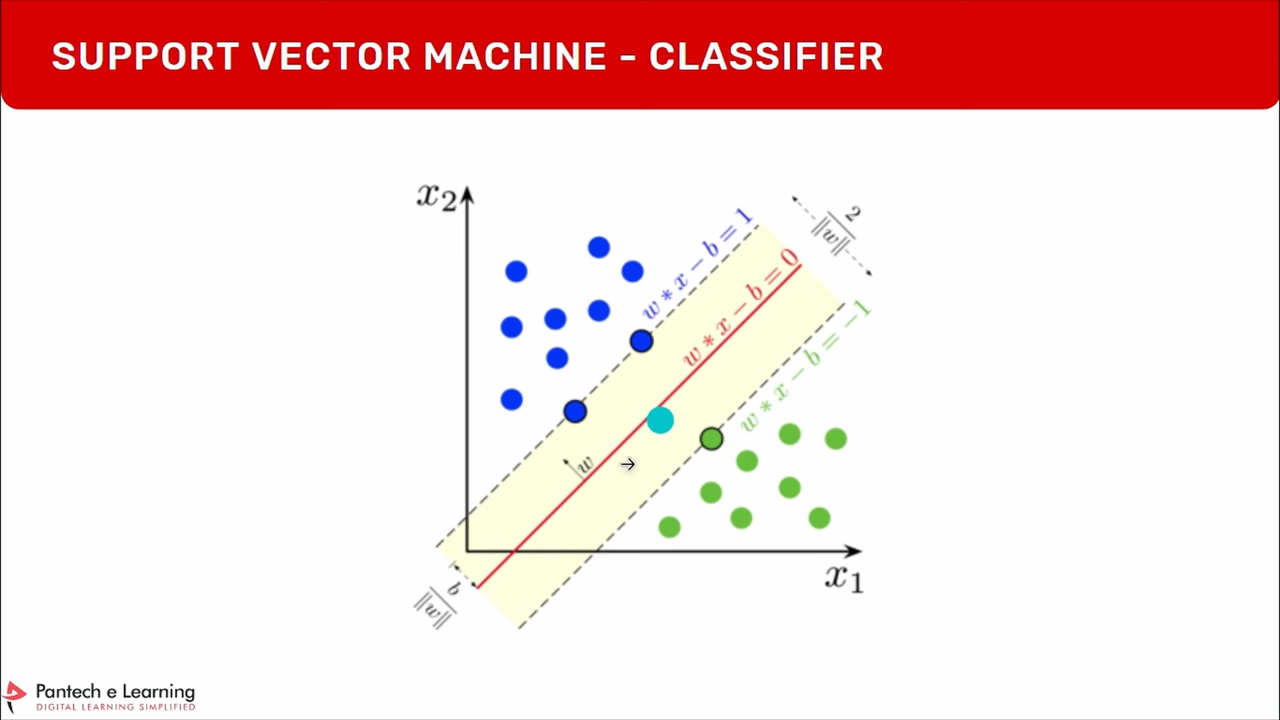 SUPPORT VECTOR MACHINE - CLASSIFIER
x2
w * x − b = 1
w * x − b = 0
w * x − b = −1
2
‖w‖
w
b
‖w‖
x1
Pantech e Learning
DIGITAL LEARNING SIMPLIFIED